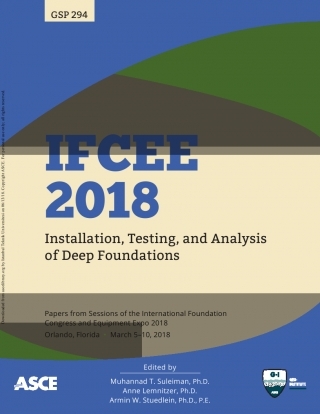 GSP 294
IFCEE
2018
Installation, Testing, and Analysis
of Deep Foundations
Papers from Sessions of the International Foundation
Congress and Equipment Expo 2018
Orlando, Florida March 5–10, 2018
Edited by
Muhannad T. Suleiman, Ph.D.
Anne Lemnitzer, Ph.D.
Armin W. Stuedlein, Ph.D., P.E.
ASCE
G-I